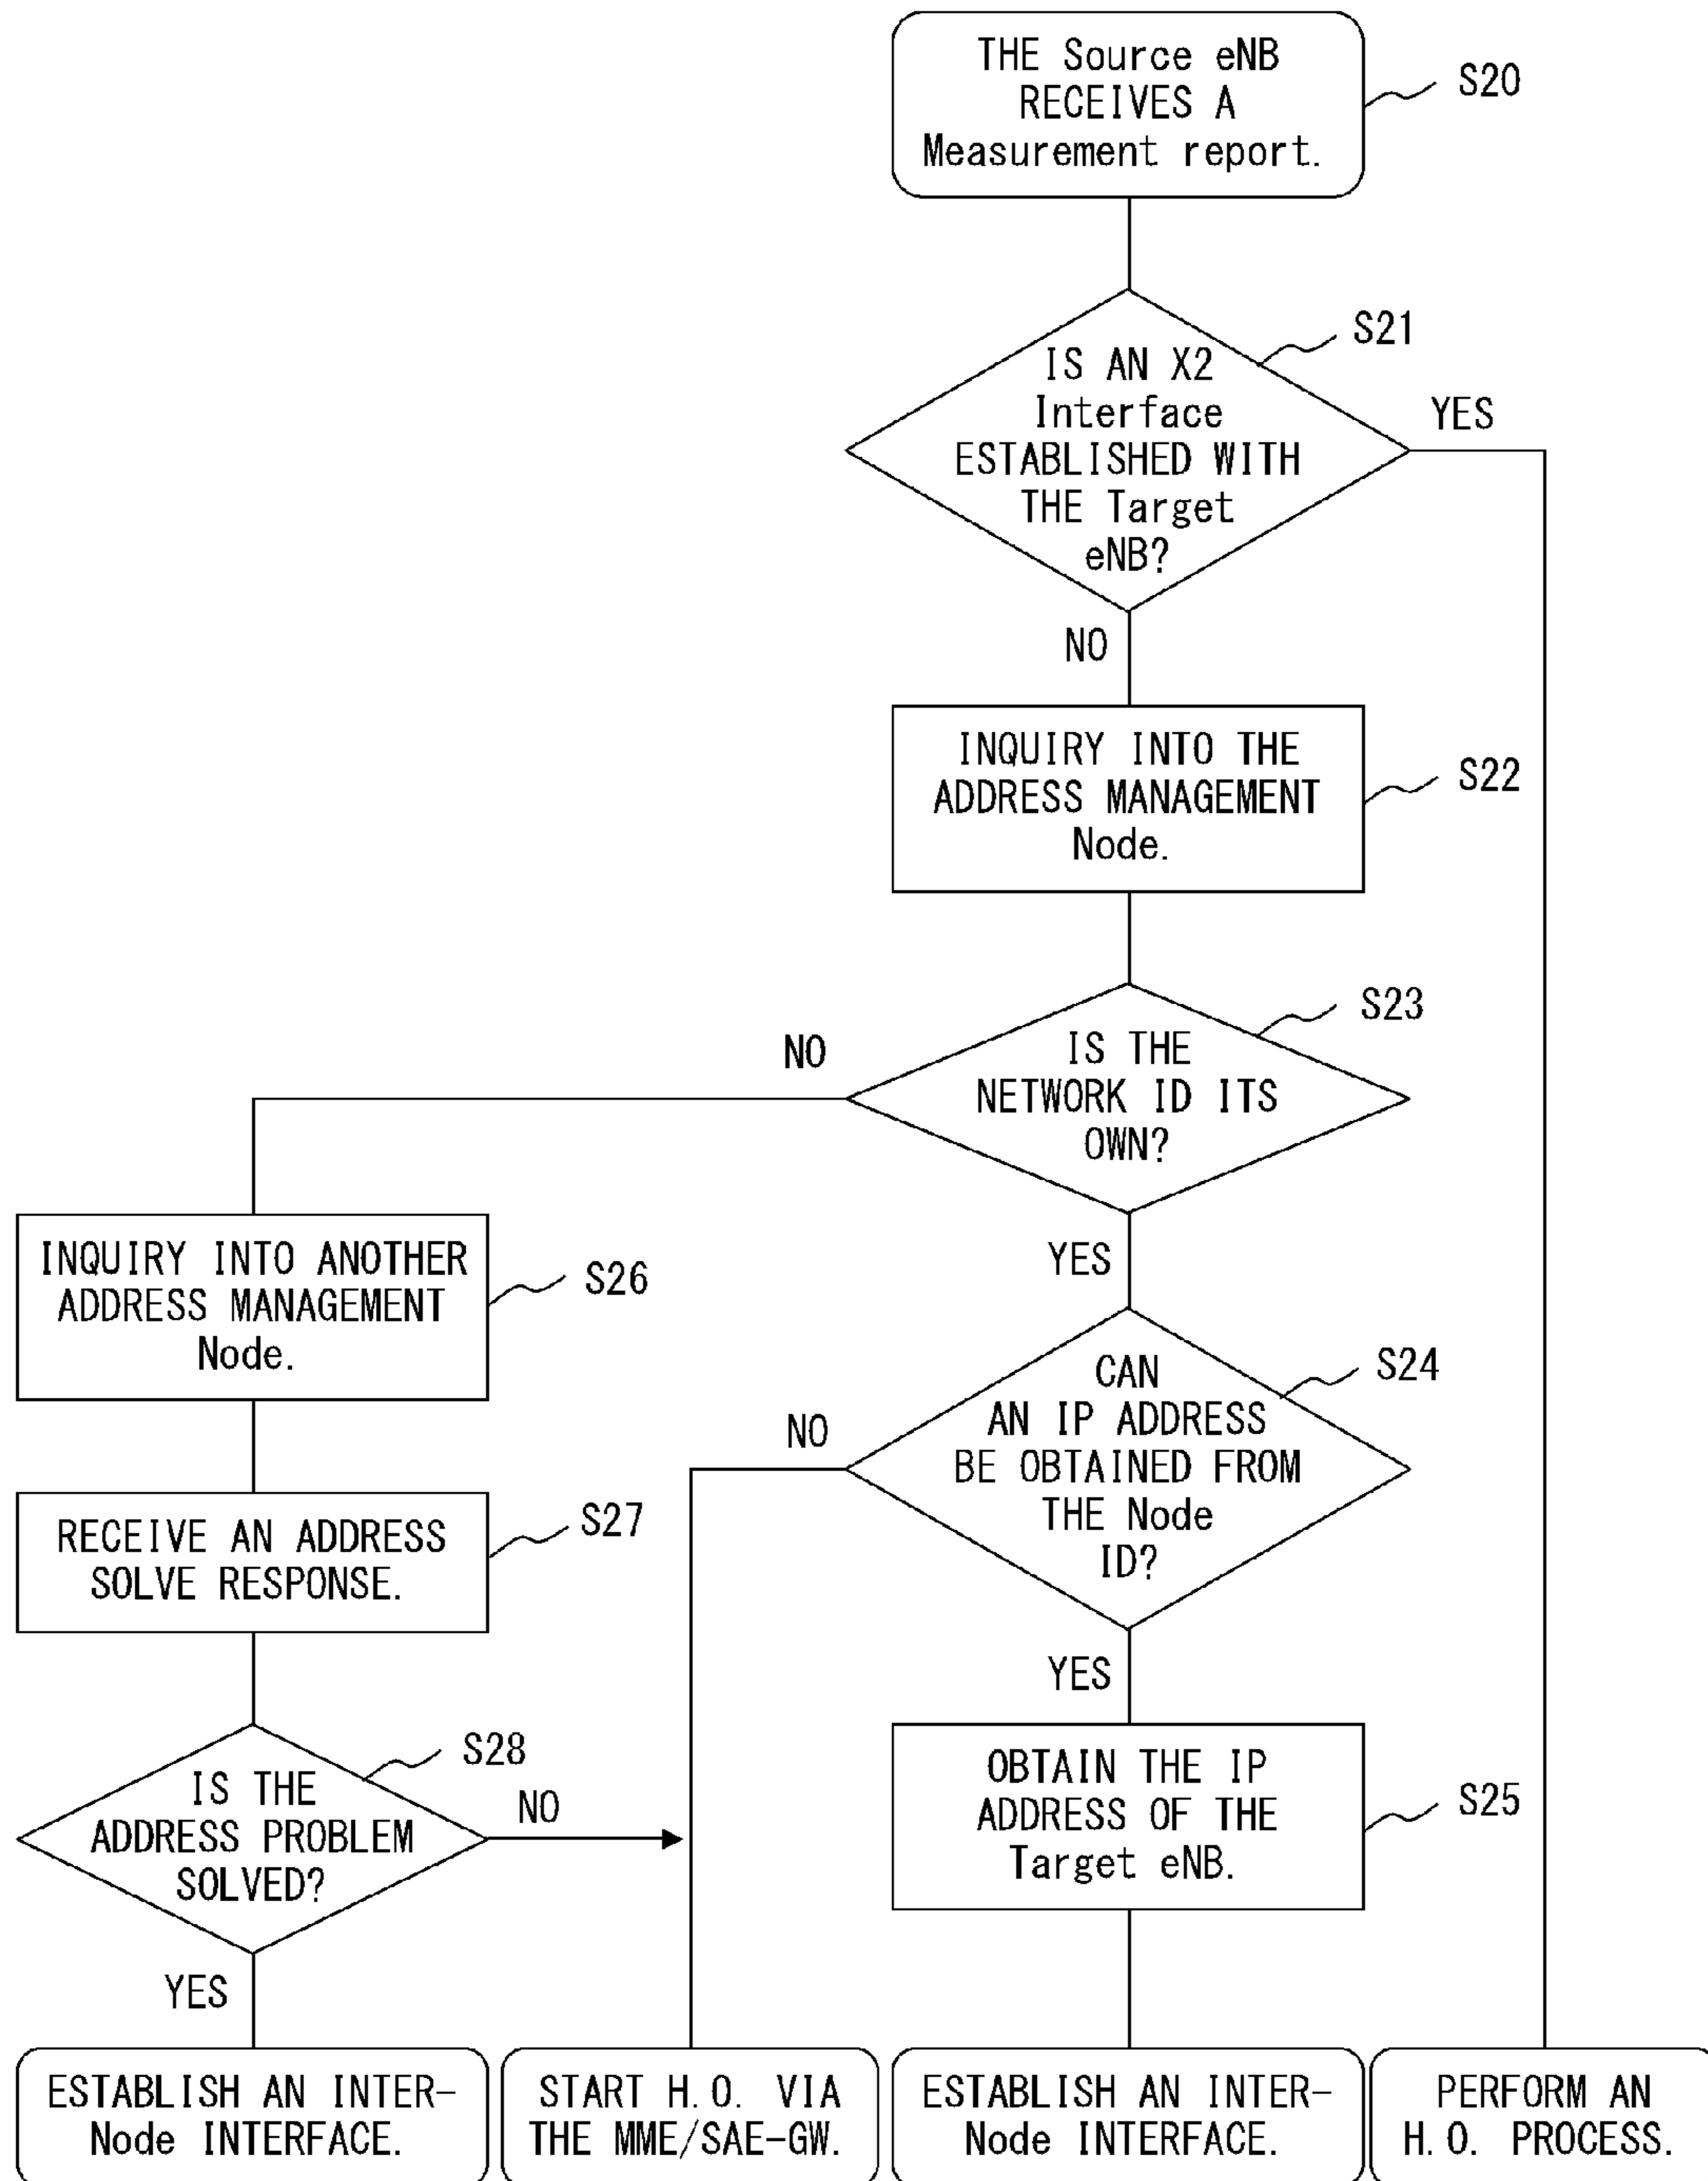 THE Source eNB
RECEIVES A
Measurement report.
S20
S21
IS AN X2
Interface
ESTABLISHED WITH
THE Target
eNB?
YES
NO
INQUIRY INTO THE
ADDRESS MANAGEMENT
Node.
S22
S23
IS THE
NETWORK ID ITS
OWN?
NO
YES
INQUIRY INTO ANOTHER
ADDRESS MANAGEMENT
Node.
S26
S24
CAN
AN IP ADDRESS
BE OBTAINED FROM
THE Node
ID?
NO
YES
RECEIVE AN ADDRESS
SOLVE RESPONSE.
S27
S28
IS THE
ADDRESS PROBLEM
SOLVED?
NO
YES
OBTAIN THE IP
ADDRESS OF THE
Target eNB.
S25
ESTABLISH AN INTER-
Node INTERFACE.
START H.O. VIA
THE MME/SAE-GW.
ESTABLISH AN INTER-
Node INTERFACE.
PERFORM AN
H.O. PROCESS.